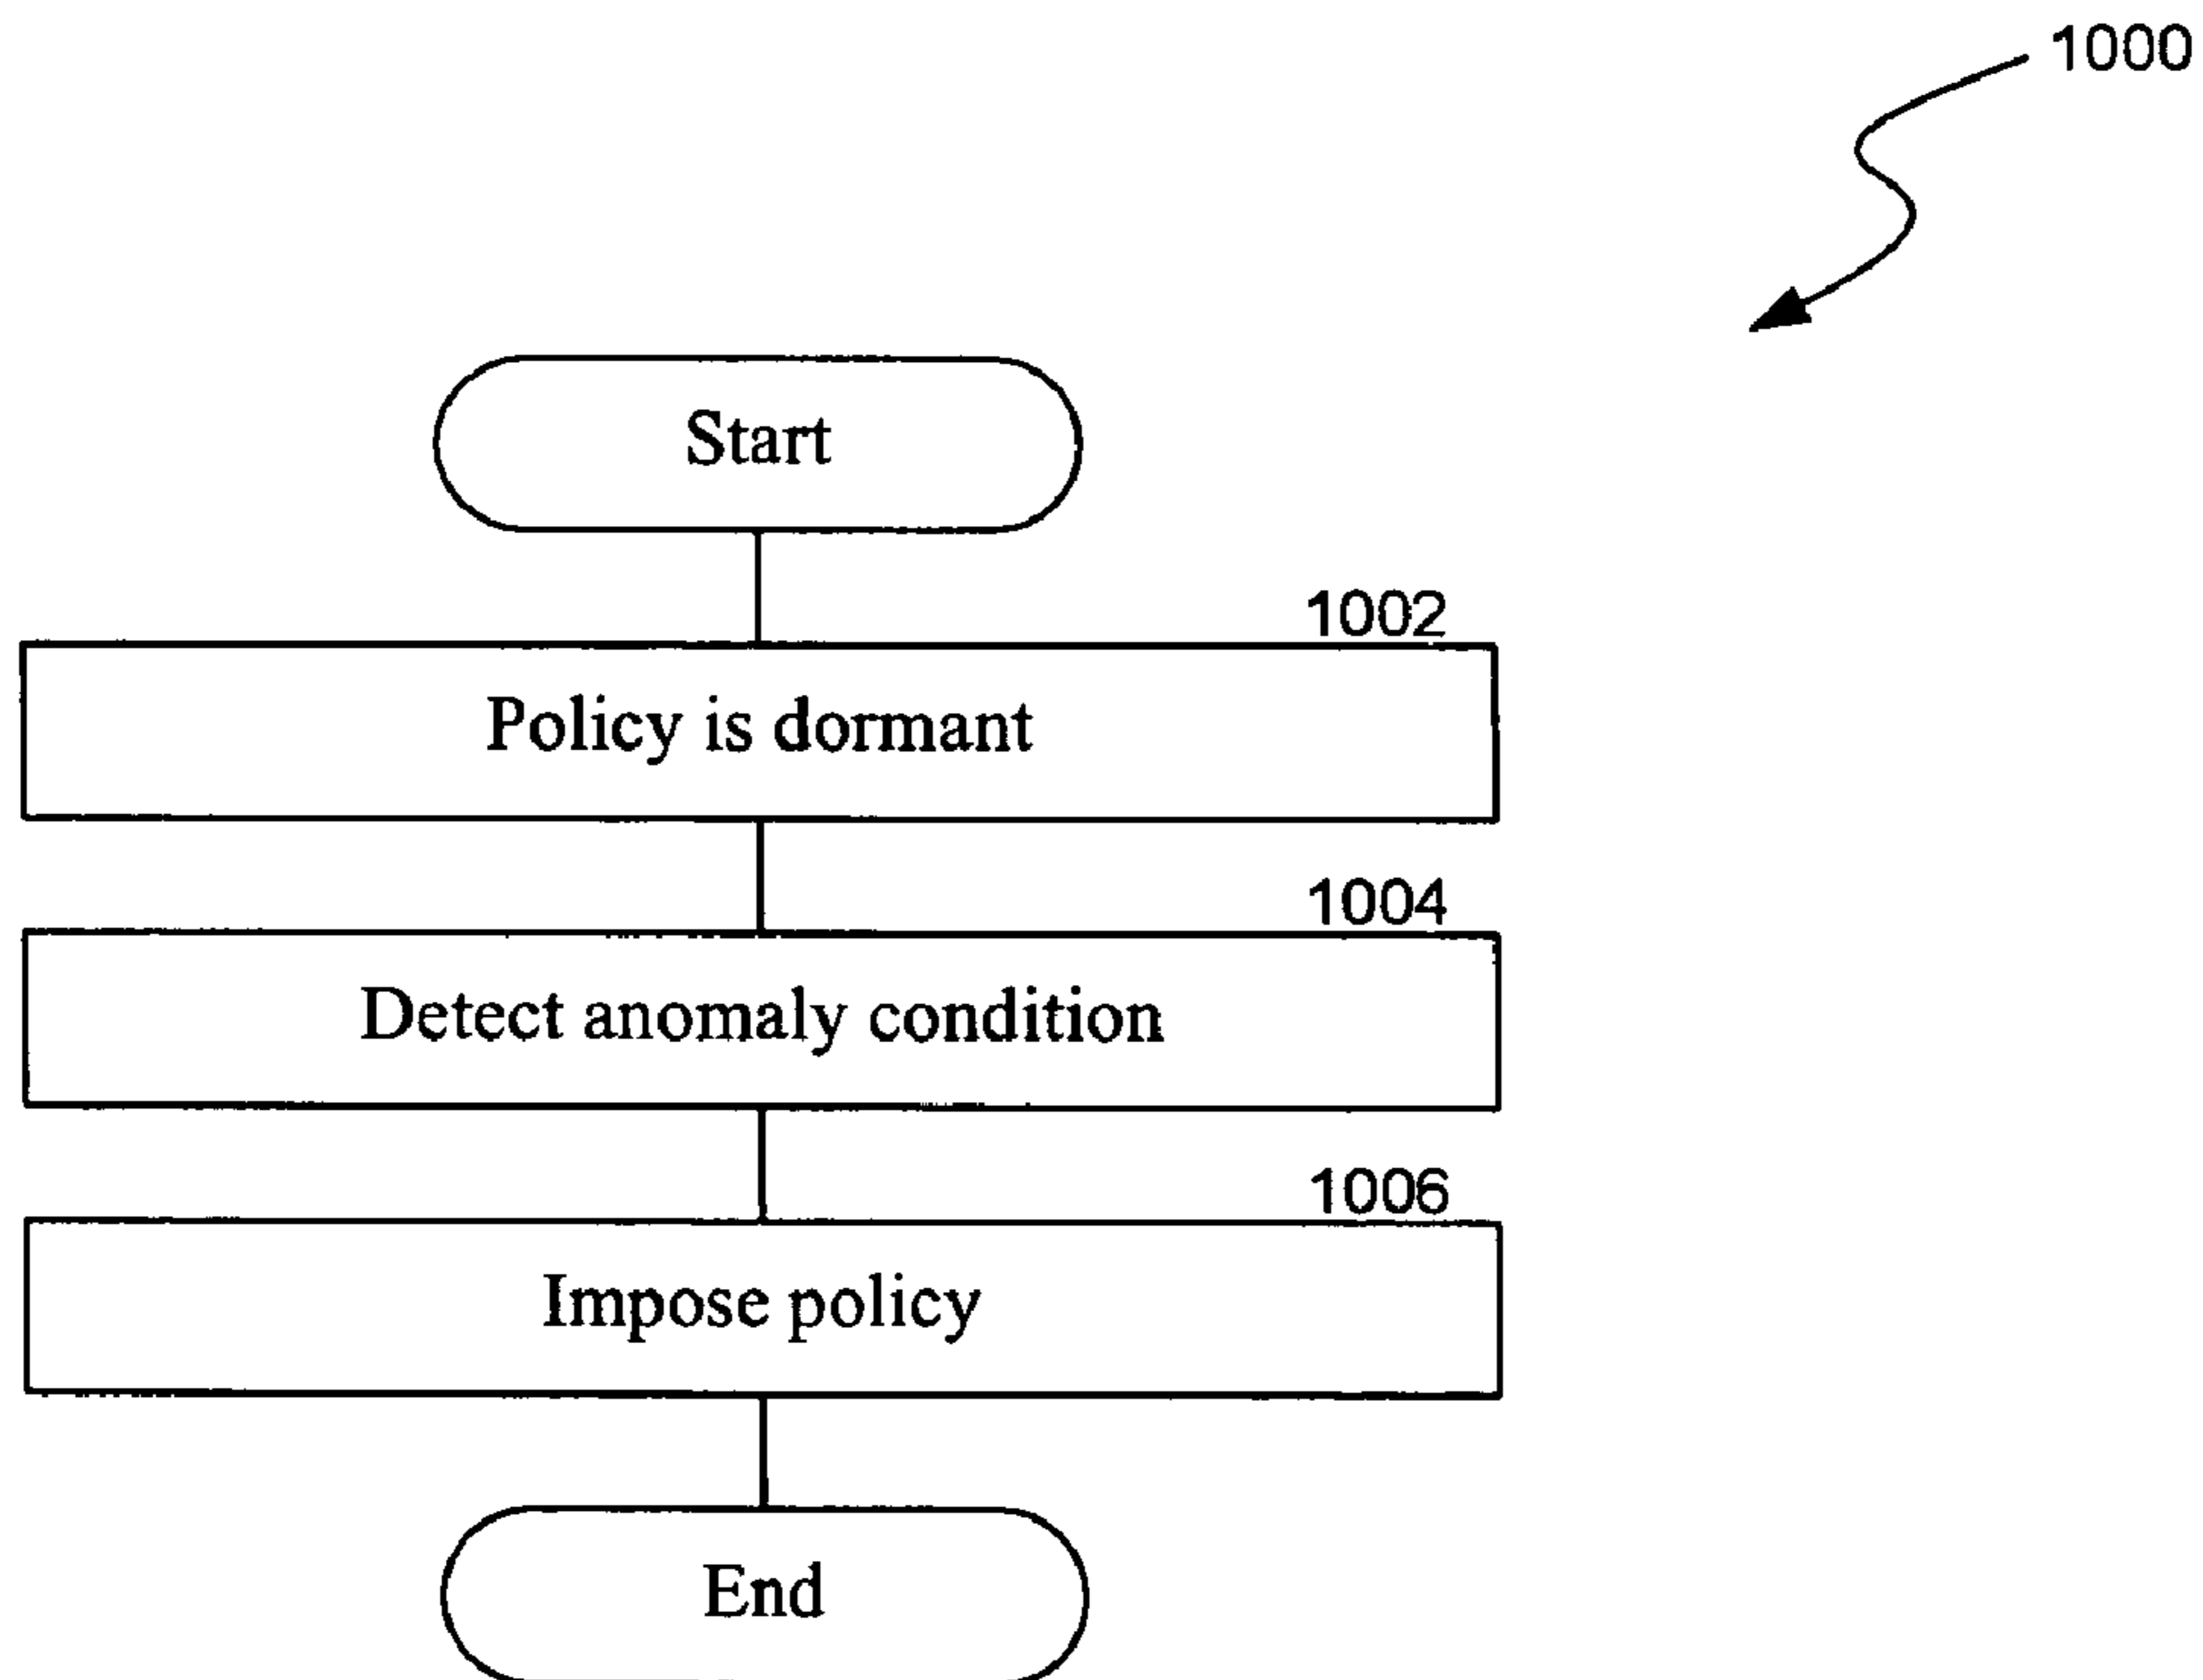 1000
Start
1002
Policy is dormant
1004
Detect anomaly condition
1006
Impose policy
End